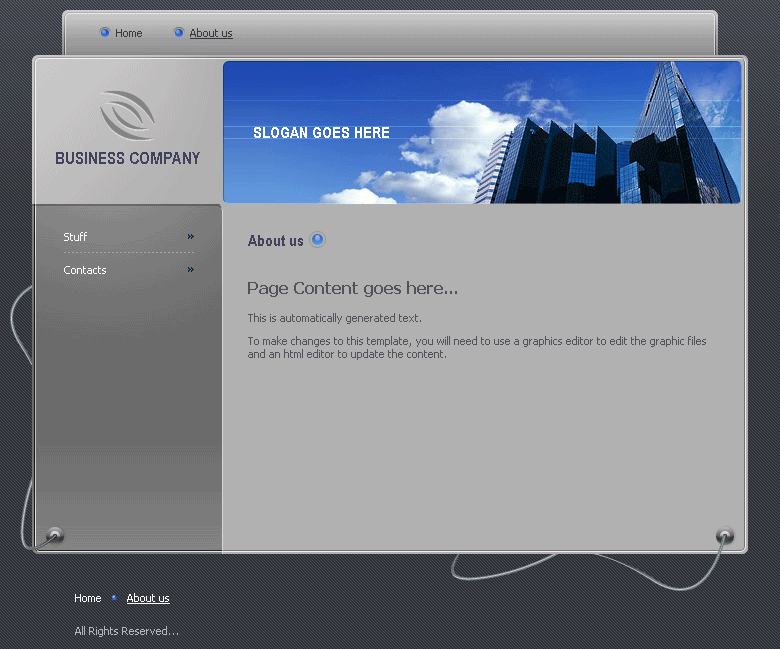 Home
About us
BUSINESS COMPANY
SLOGAN GOES HERE
Stuff
Contacts
About us
Page Content goes here...
This is automatically generated text.
To make changes to this template, you will need to use a graphics editor to edit the graphic files
and an html editor to update the content.
Home
About us
All Rights Reserved...